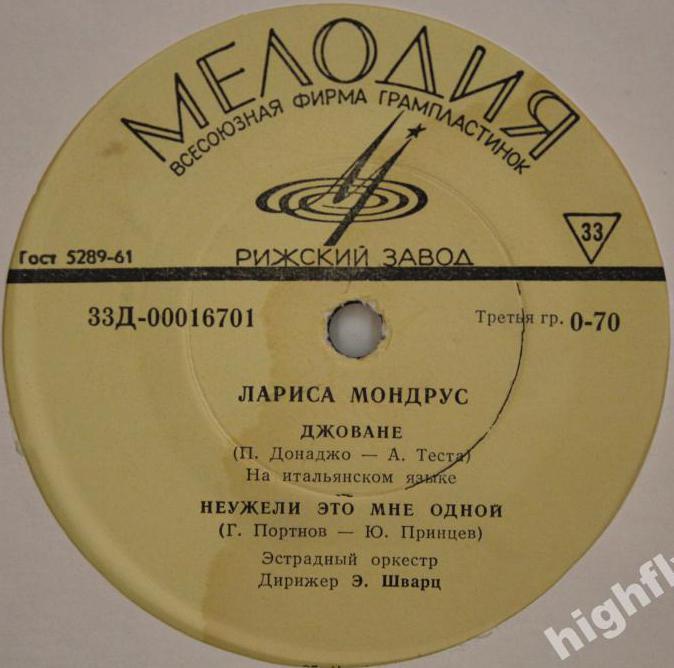 МЕЛОДИЯ
ВСЕСОЮЗНАЯ ФИРМА ГРАМПЛАСТИНОК
Гост 5289-61
РИЖСКИЙ ЗАВОД
33
33Д-00016701
Третья гр. 0-70
ЛАРИСА МОНДРУС
ДЖОВАНЕ
(П. Донаджо — А. Теста)
На итальянском языке
НЕУЖЕЛИ ЭТО МНЕ ОДНОЙ
(Г. Портнов — Ю. Принцев)
Эстрадный оркестр
Дирижер Э. Шварц